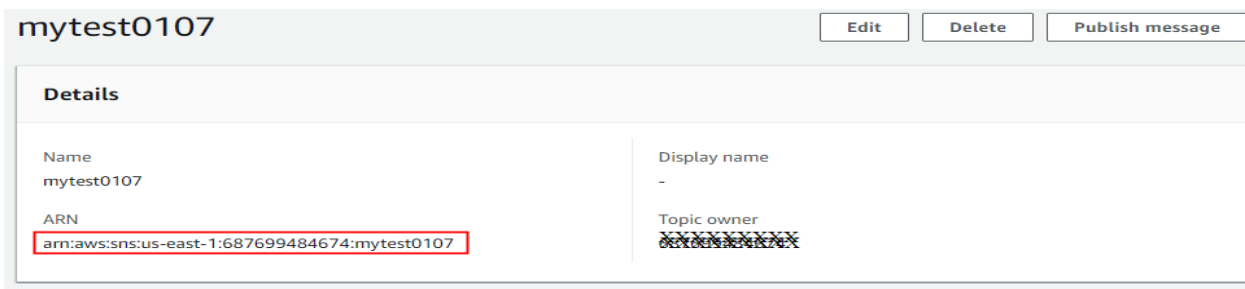 mytest0107
Edit
Delete
Publish message
Details
Name
mytest0107
Display name
-
ARN
arn:aws:sns:us-east-1:687699484674:mytest0107
Topic owner